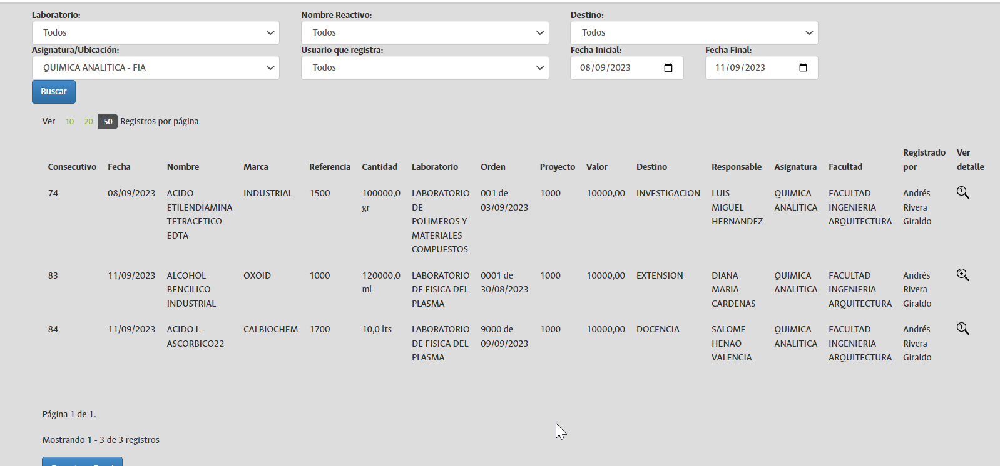 Laboratorio: Nombre Reactivo: Destino:
Todos Todos Todos
Asignatura/Ubicación: Usuario que registra: Fecha Inicial: Fecha Final:
QUIMICA ANALITICA - FIA Todos 08/09/2023 11/09/2023
Buscar
Ver 10 20 50 Registros por página
Registrado Ver
Consecutivo Fecha Nombre Marca Referencia Cantidad Laboratorio Orden Proyecto Valor Destino Responsable Asignatura Facultad por detalle
74 08/09/2023 ACIDO INDUSTRIAL 1500 100000,0 LABORATORIO 001 de 1000 10000,00 INVESTIGACION LUIS QUIMICA FACULTAD Andrés
ETILENDIAMINA gr DE 03/09/2023 MIGUEL ANALITICA INGENIERIA Rivera
TETRACETICO POLIMEROS Y HERNANDEZ ARQUITECTURA Giraldo
EDTA MATERIALES
COMPUESTOS
83 11/09/2023 ALCOHOL OXOID 1000 120000,0 LABORATORIO 0001 de 1000 10000,00 EXTENSION DIANA QUIMICA FACULTAD Andrés
BENCILICO ml DE FISICA DEL 30/08/2023 MARIA ANALITICA INGENIERIA Rivera
INDUSTRIAL PLASMA CARDENAS ARQUITECTURA Giraldo
84 11/09/2023 ACIDO L- CALBIOCHEM 1700 10,0 lts LABORATORIO 9000 de 1000 10000,00 DOCENCIA SALOME QUIMICA FACULTAD Andrés
ASCORBICO22 DE FISICA DEL 09/09/2023 HENAO ANALITICA INGENIERIA Rivera
PLASMA VALENCIA ARQUITECTURA Giraldo
Página 1 de 1.
Mostrando 1 - 3 de 3 registros